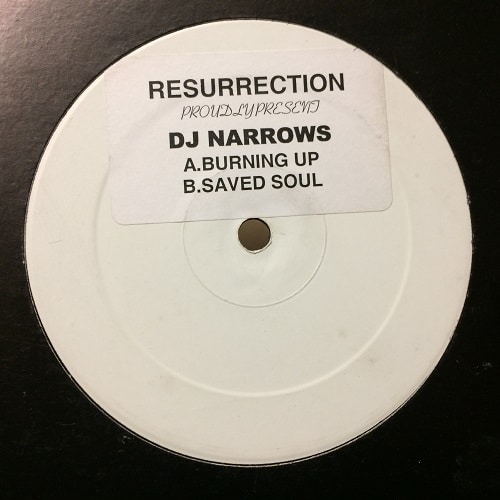 RESURRECTION
PROUDLY PRESENT
DJ NARROWS
A.BURNING UP
B.SAVED SOUL